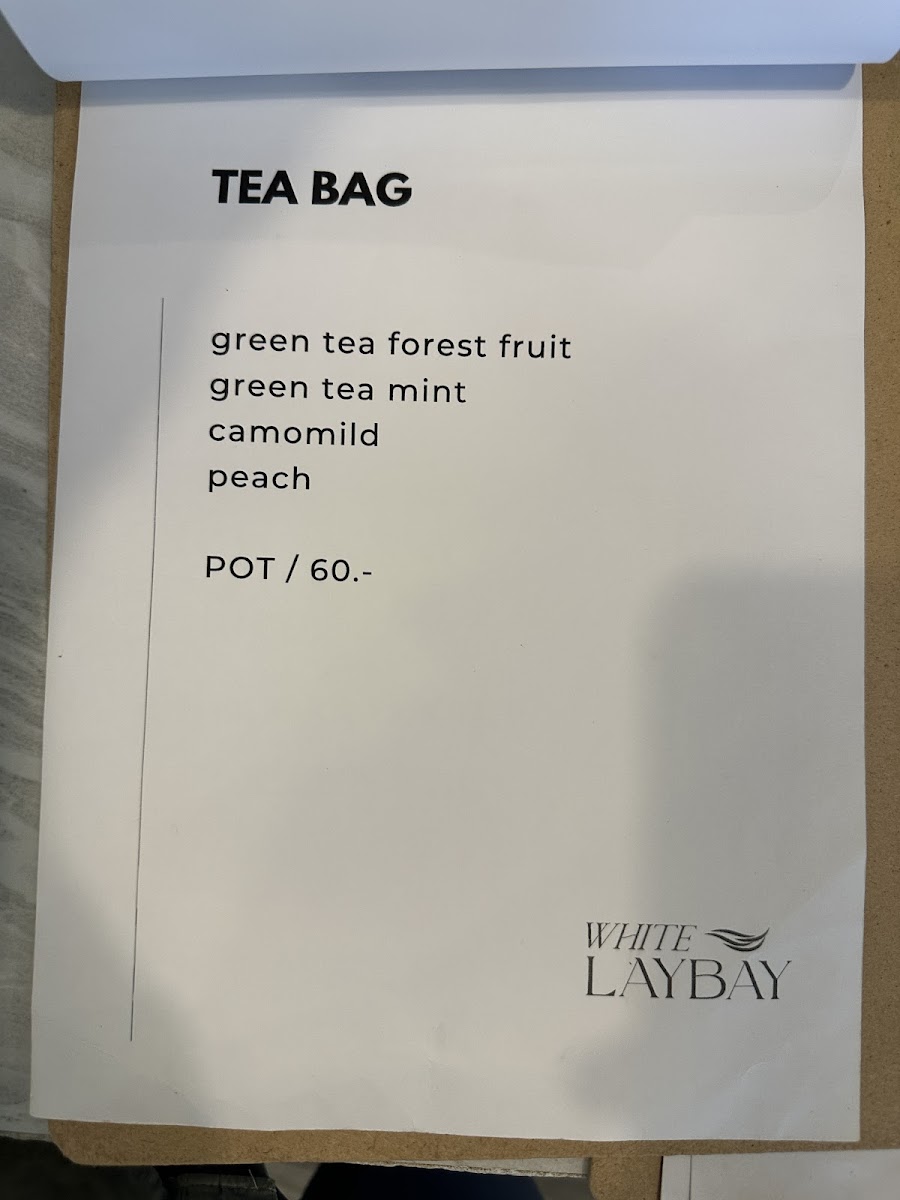 TEA BAG
green tea forest fruit
green tea mint
camomild
peach
POT / 60.-
WHITE
LAYBAY